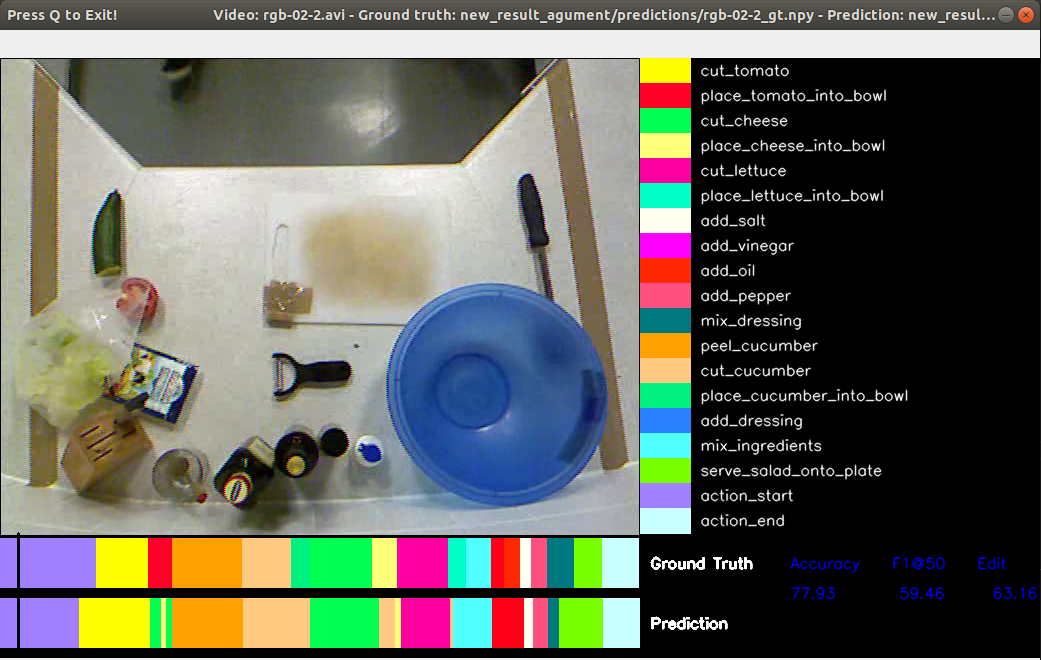 Press Q to Exit! Video: rgb-02-2.avi - Ground truth: new_result_agument/predictions/rgb-02-2_gt.npy - Prediction: new_resul...
cut_tomato
place_tomato_into_bowl
cut_cheese
place_cheese_into_bowl
cut_lettuce
place_lettuce_into_bowl
add_salt
add_vinegar
add_oil
add_pepper
mix_dressing
peel_cucumber
cut_cucumber
place_cucumber_into_bowl
add_dressing
mix_ingredients
serve_salad_onto_plate
action_start
action_end
Ground Truth Accuracy F1@50 Edit
77.93 59.46 63.16
Prediction